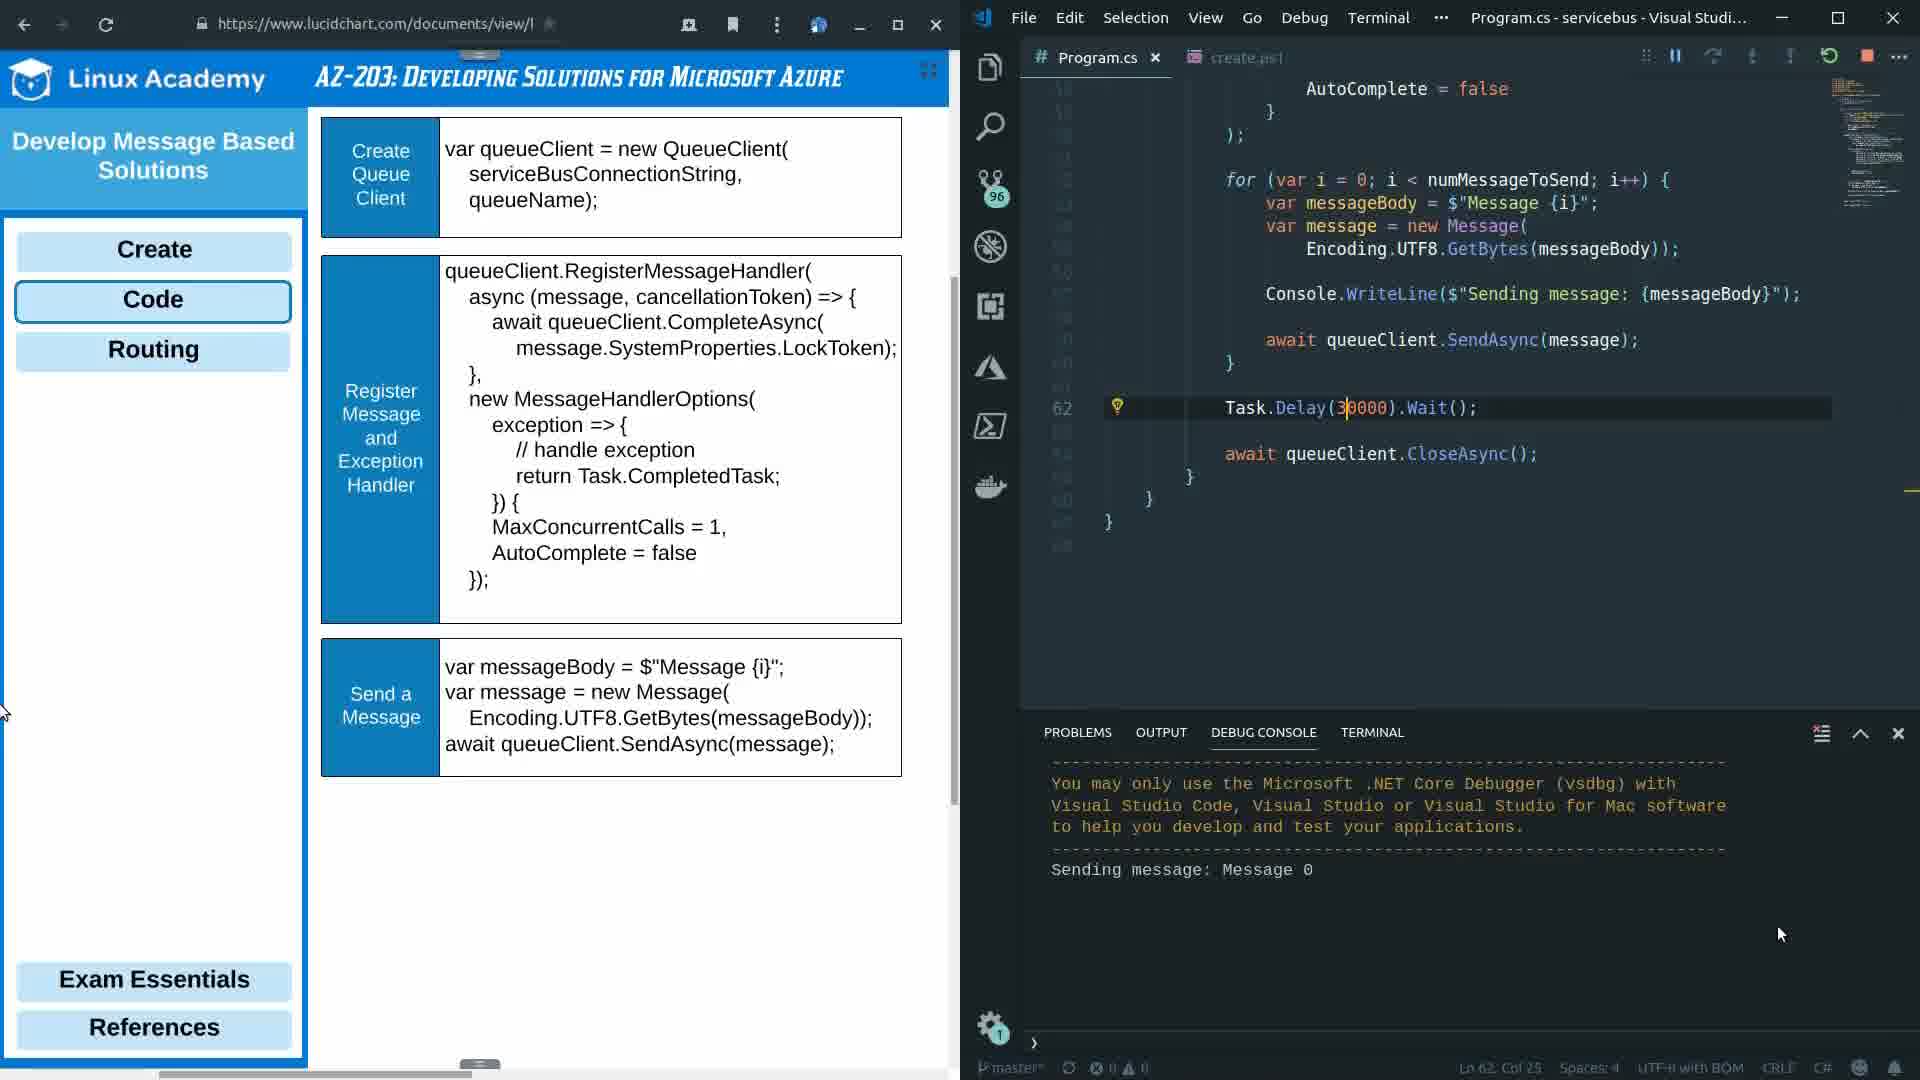 https://www.lucidchart.com/documents/view/l
Linux Academy
AZ-203: Developing Solutions for Microsoft Azure
Develop Message Based
Solutions
Create
Code
Routing
Exam Essentials
References
Create
Queue
Client
var queueClient = new QueueClient(
serviceBusConnectionString,
queueName);
Register
Message
and
Exception
Handler
queueClient.RegisterMessageHandler(
async (message, cancellationToken) => {
await queueClient.CompleteAsync(
message.SystemProperties.LockToken);
},
new MessageHandlerOptions(
exception => {
// handle exception
return Task.CompletedTask;
}) {
MaxConcurrentCalls = 1,
AutoComplete = false
});
Send a
Message
var messageBody = $"Message {i}";
var message = new Message(
Encoding.UTF8.GetBytes(messageBody));
await queueClient.SendAsync(message);
File Edit Selection View Go Debug Terminal ··· Program.cs - servicebus - Visual Studi...
# Program.cs × create.ps1
96
AutoComplete = false
}
);
for (var i = 0; i < numMessageToSend; i++) {
var messageBody = $"Message {i}";
var message = new Message(
Encoding.UTF8.GetBytes(messageBody));
Console.WriteLine($"Sending message: {messageBody}");
await queueClient.SendAsync(message);
}
62 Task.Delay(30000).Wait();
await queueClient.CloseAsync();
}
}
}
PROBLEMS OUTPUT DEBUG CONSOLE TERMINAL
--------------------------------------------------------------------
You may only use the Microsoft .NET Core Debugger (vsdbg) with
Visual Studio Code, Visual Studio or Visual Studio for Mac software
to help you develop and test your applications.
--------------------------------------------------------------------
Sending message: Message 0
1
master* 0 0 Ln 62, Col 25 Spaces: 4 UTF-8 with BOM CRLF C#